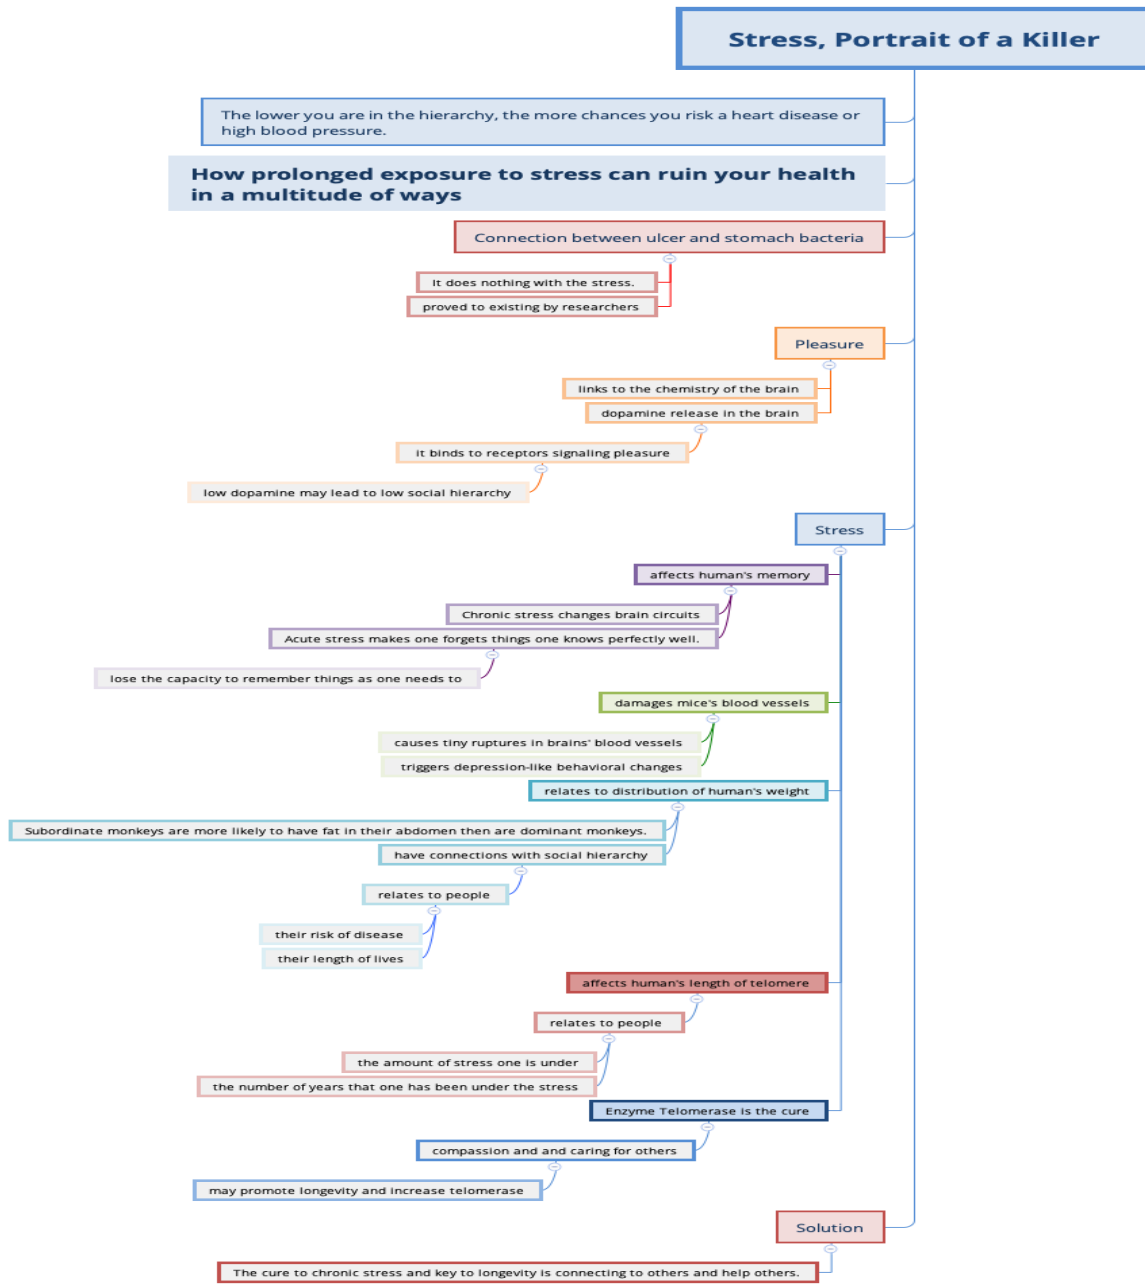 Stress, Portrait of a Killer
The lower you are in the hierarchy, the more chances you risk a heart disease or
high blood pressure.
How prolonged exposure to stress can ruin your health
in a multitude of ways
Connection between ulcer and stomach bacteria
It does nothing with the stress.
proved to existing by researchers
Pleasure
links to the chemistry of the brain
dopamine release in the brain
it binds to receptors signaling pleasure
low dopamine may lead to low social hierarchy
Stress
affects human's memory
Chronic stress changes brain circuits
Acute stress makes one forgets things one knows perfectly well.
lose the capacity to remember things as one needs to
damages mice's blood vessels
causes tiny ruptures in brains' blood vessels
triggers depression-like behavioral changes
relates to distribution of human's weight
Subordinate monkeys are more likely to have fat in their abdomen then are dominant monkeys.
have connections with social hierarchy
relates to people
their risk of disease
their length of lives
affects human's length of telomere
relates to people
the amount of stress one is under
the number of years that one has been under the stress
Enzyme Telomerase is the cure
compassion and and caring for others
may promote longevity and increase telomerase
Solution
The cure to chronic stress and key to longevity is connecting to others and help others.